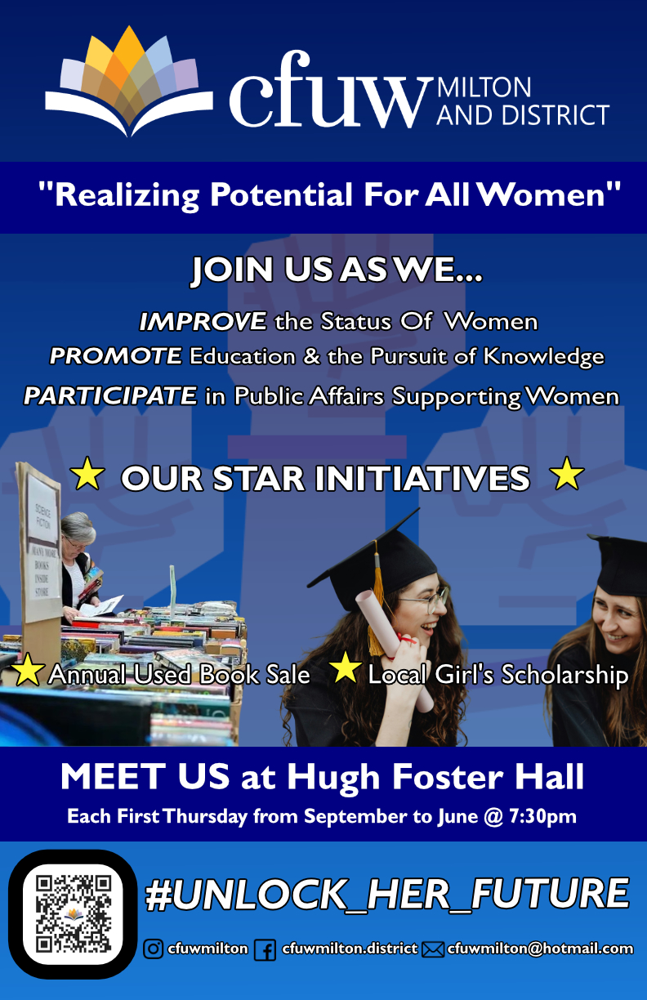 cfuw MILTON
AND DISTRICT
"Realizing Potential For All Women"
JOIN US AS WE...
IMPROVE the Status Of Women
PROMOTE Education & the Pursuit of Knowledge
PARTICIPATE in Public Affairs Supporting Women
OUR STAR INITIATIVES
SCIENCE
FICTION
MANY MORE
BOOKS
INSIDE
STORE
Annual Used Book Sale
Local Girl's Scholarship
MEET US at Hugh Foster Hall
Each First Thursday from September to June @ 7:30pm
#UNLOCK_HER_FUTURE
cfuwmilton cfuwmilton.district cfuwmilton@hotmail.com